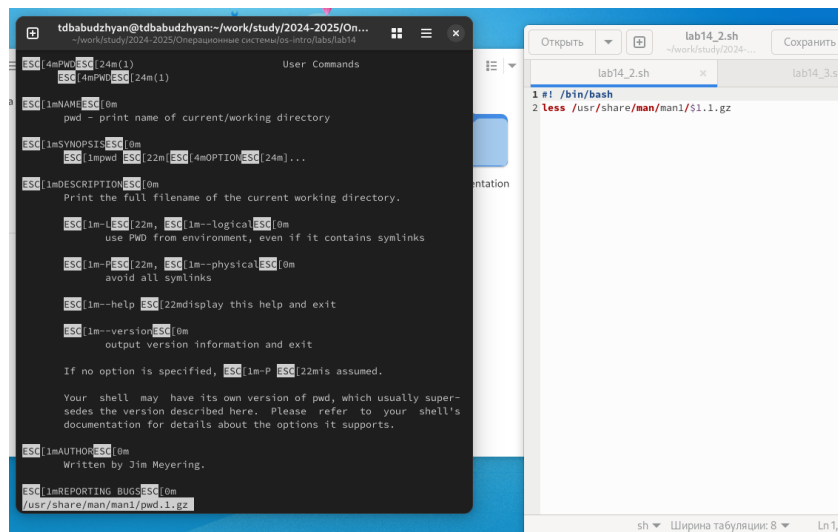 tdbabudzhyan@tdbabudzhyan:~/work/study/2024-2025/Оп...
~/work/study/2024-2025/Операционные системы/os-intro/labs/lab14
ESC[4mPWDESC[24m(1) User Commands
ESC[4mPWDESC[24m(1)
ESC[1mNAMEESC[0m
pwd - print name of current/working directory
ESC[1mSYNOPSISESC[0m
ESC[1mpwd ESC[22m[ESC[4mOPTIONESC[24m]...
ESC[1mDESCRIPTIONESC[0m
Print the full filename of the current working directory.
ESC[1m-LESC[22m, ESC[1m--logicalESC[0m
use PWD from environment, even if it contains symlinks
ESC[1m-PESC[22m, ESC[1m--physicalESC[0m
avoid all symlinks
ESC[1m--help ESC[22mdisplay this help and exit
ESC[1m--versionESC[0m
output version information and exit
If no option is specified, ESC[1m-P ESC[22mis assumed.
Your shell may have its own version of pwd, which usually super-
sedes the version described here. Please refer to your shell's
documentation for details about the options it supports.
ESC[1mAUTHORESC[0m
Written by Jim Meyering.
ESC[1mREPORTING BUGSESC[0m
/usr/share/man/man1/pwd.1.gz
entation
Открыть
lab14_2.sh
~/work/study/2024-...
Сохранить
lab14_2.sh
lab14_3.s
1 #! /bin/bash
2 less /usr/share/man/man1/$1.1.gz
sh
Ширина табуляции: 8
Ln 1,